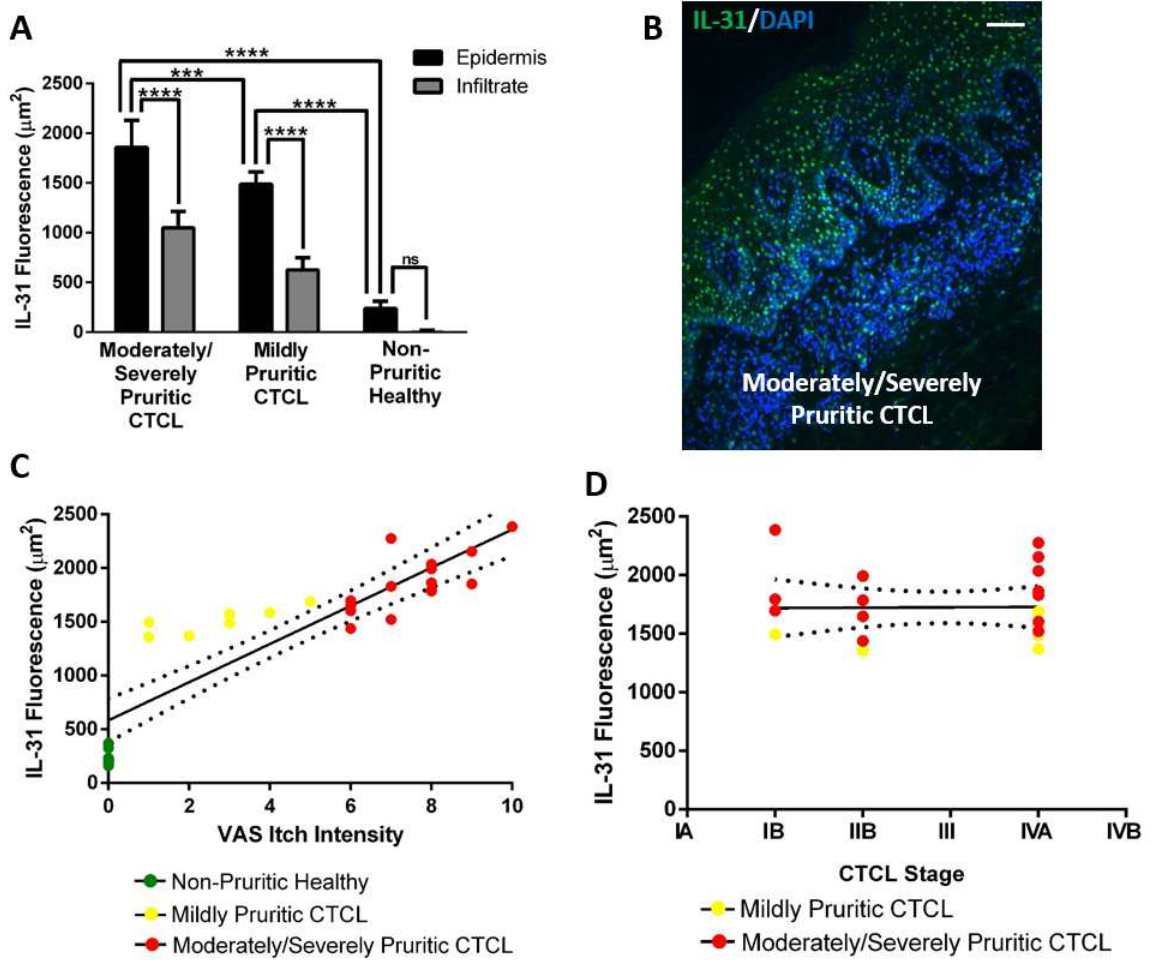 A
IL-31 Fluorescence (μm²)
2500
2000
1500
1000
500
0
****
***
****
****
****
ns
Epidermis
Infiltrate
Moderately/
Severely
Pruritic
CTCL
Mildly
Pruritic
CTCL
Non-
Pruritic
Healthy
B
IL-31/DAPI
Moderately/Severely
Pruritic CTCL
C
IL-31 Fluorescence (μm²)
2500
2000
1500
1000
500
0
0 2 4 6 8 10
VAS Itch Intensity
Non-Pruritic Healthy
Mildly Pruritic CTCL
Moderately/Severely Pruritic CTCL
D
IL-31 Fluorescence (μm²)
2500
2000
1500
1000
500
0
IA IB IIB III IVA IVB
CTCL Stage
Mildly Pruritic CTCL
Moderately/Severely Pruritic CTCL